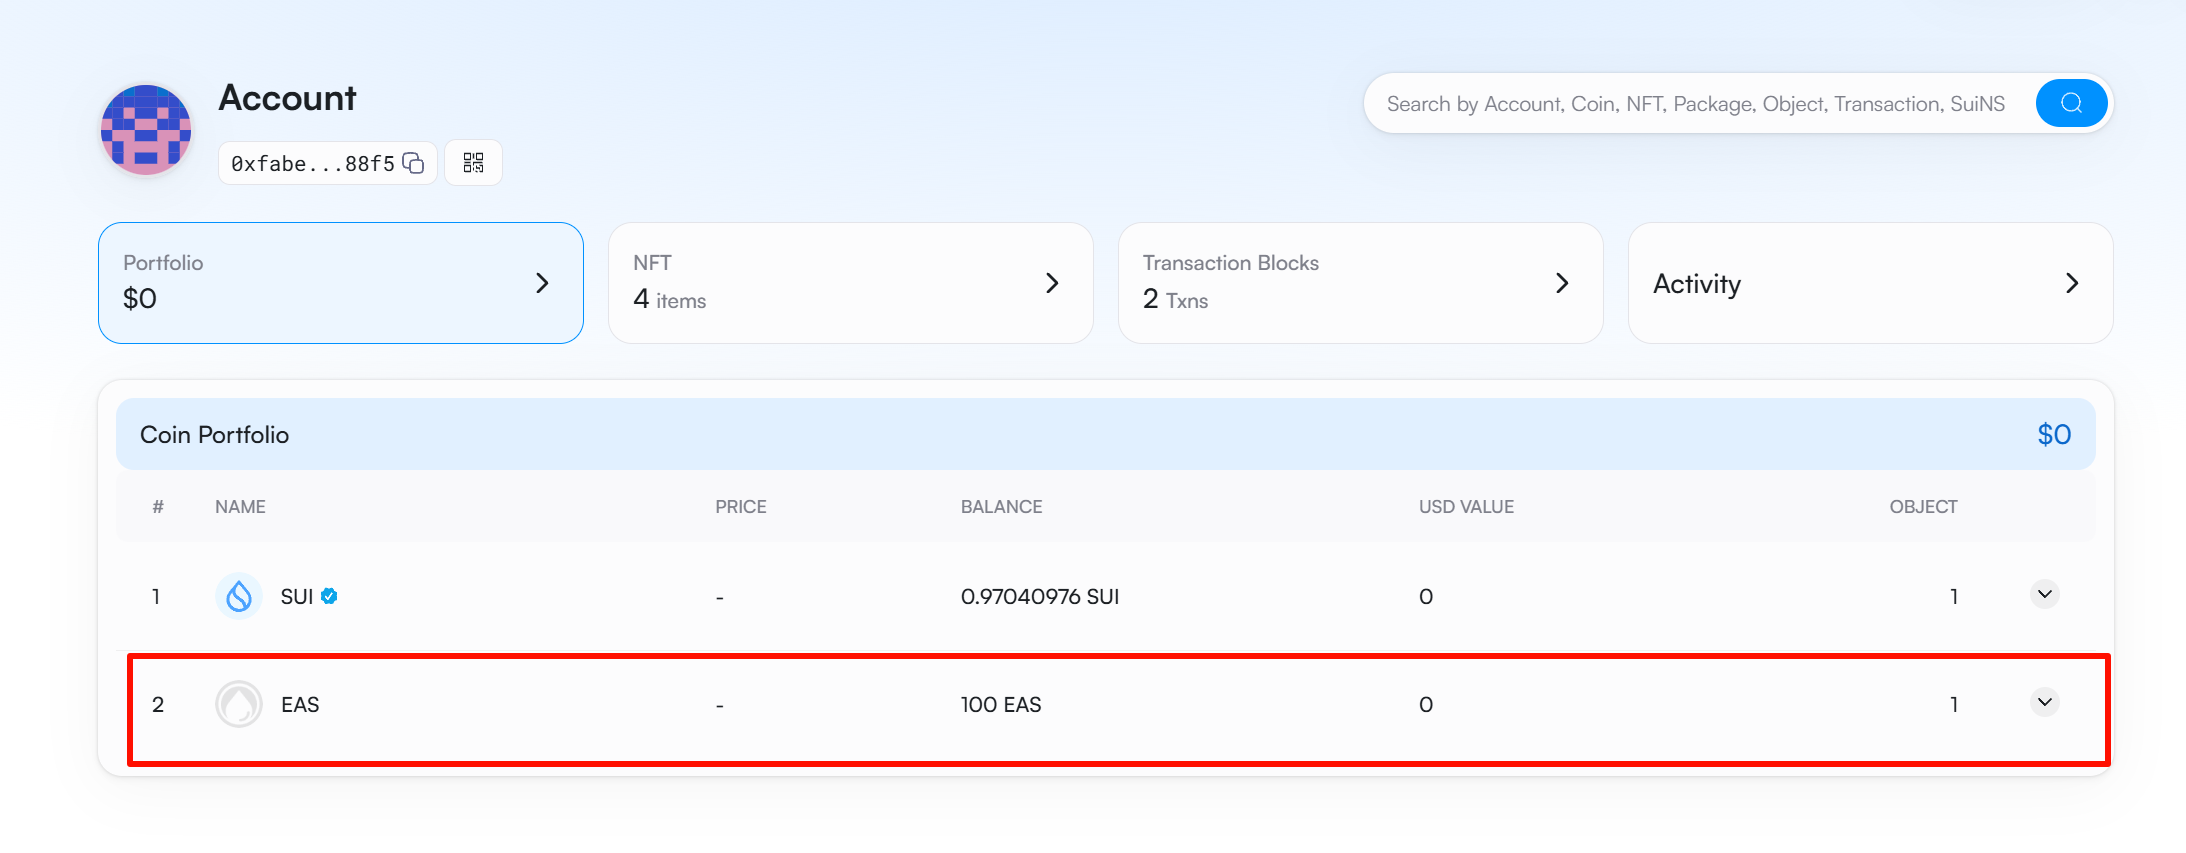 Account
Search by Account, Coin, NFT, Package, Object, Transaction, SuiNS
0xfabe...88f5
Portfolio
$0
NFT
4 items
Transaction Blocks
2 Txns
Activity
Coin Portfolio $0
# NAME PRICE BALANCE USD VALUE OBJECT
1 SUI - 0.97040976 SUI 0 1
2 EAS - 100 EAS 0 1